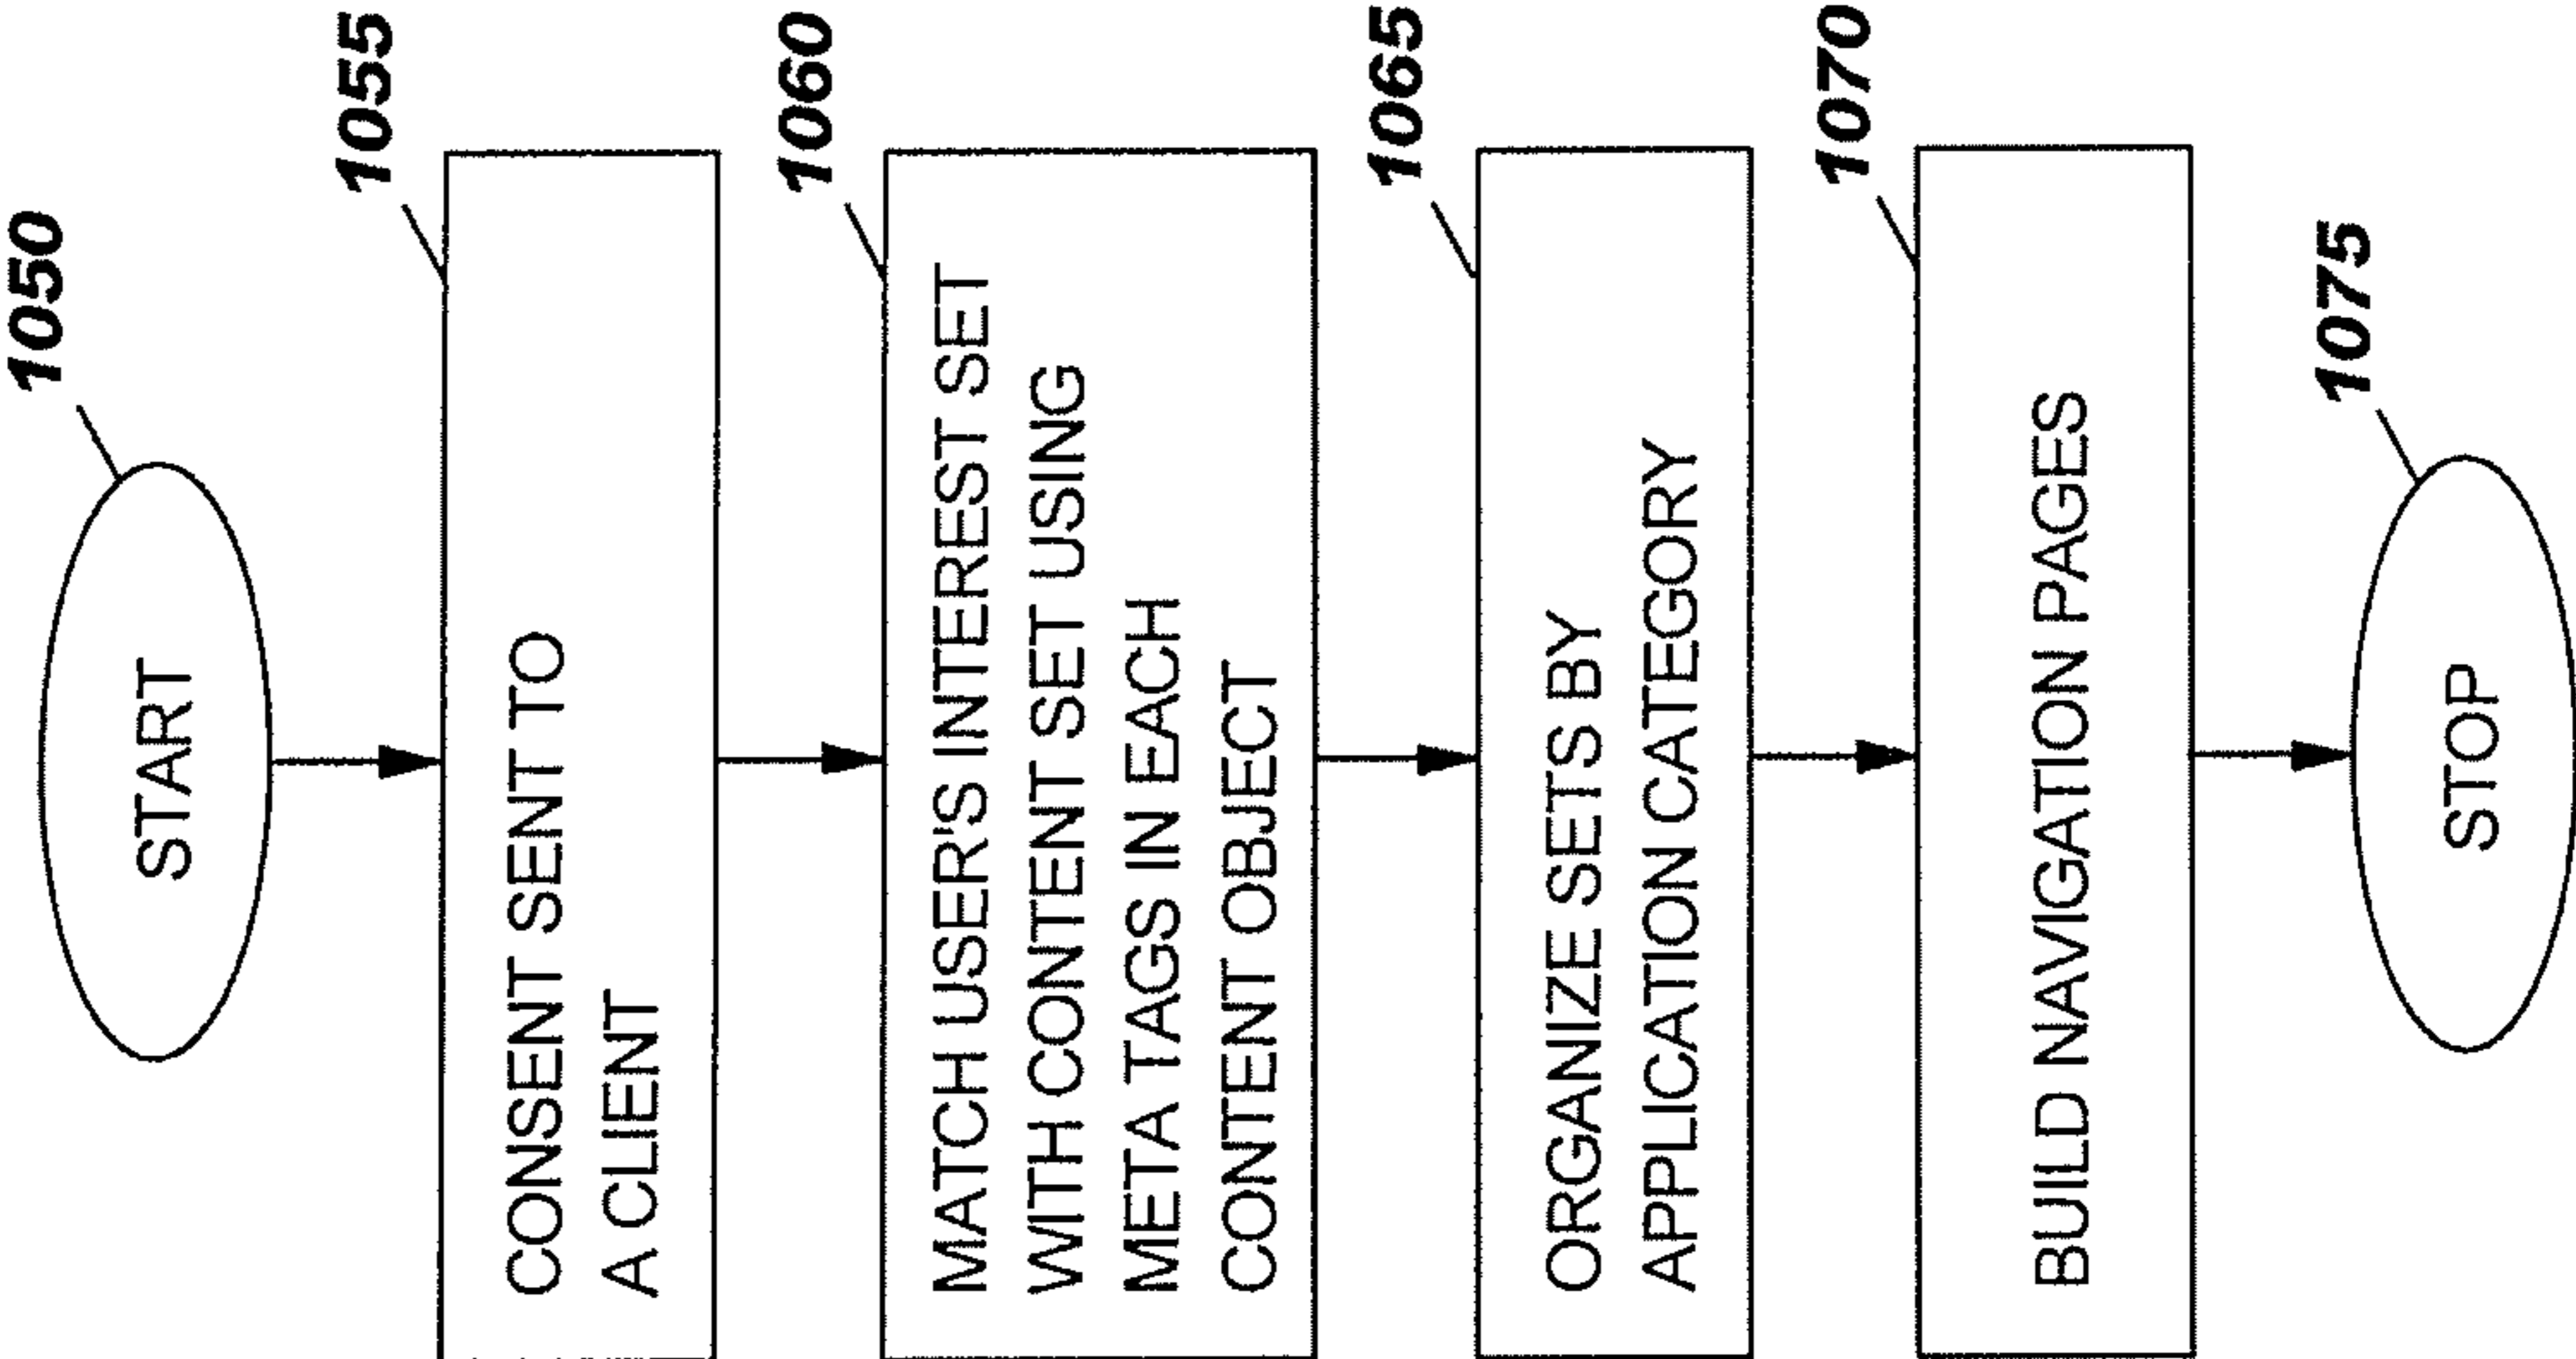 START
1050
CONSENT SENT TO
A CLIENT
1055
MATCH USER'S INTEREST SET
WITH CONTENT SET USING
META TAGS IN EACH
CONTENT OBJECT
1060
ORGANIZE SETS BY
APPLICATION CATEGORY
1065
BUILD NAVIGATION PAGES
1070
STOP
1075